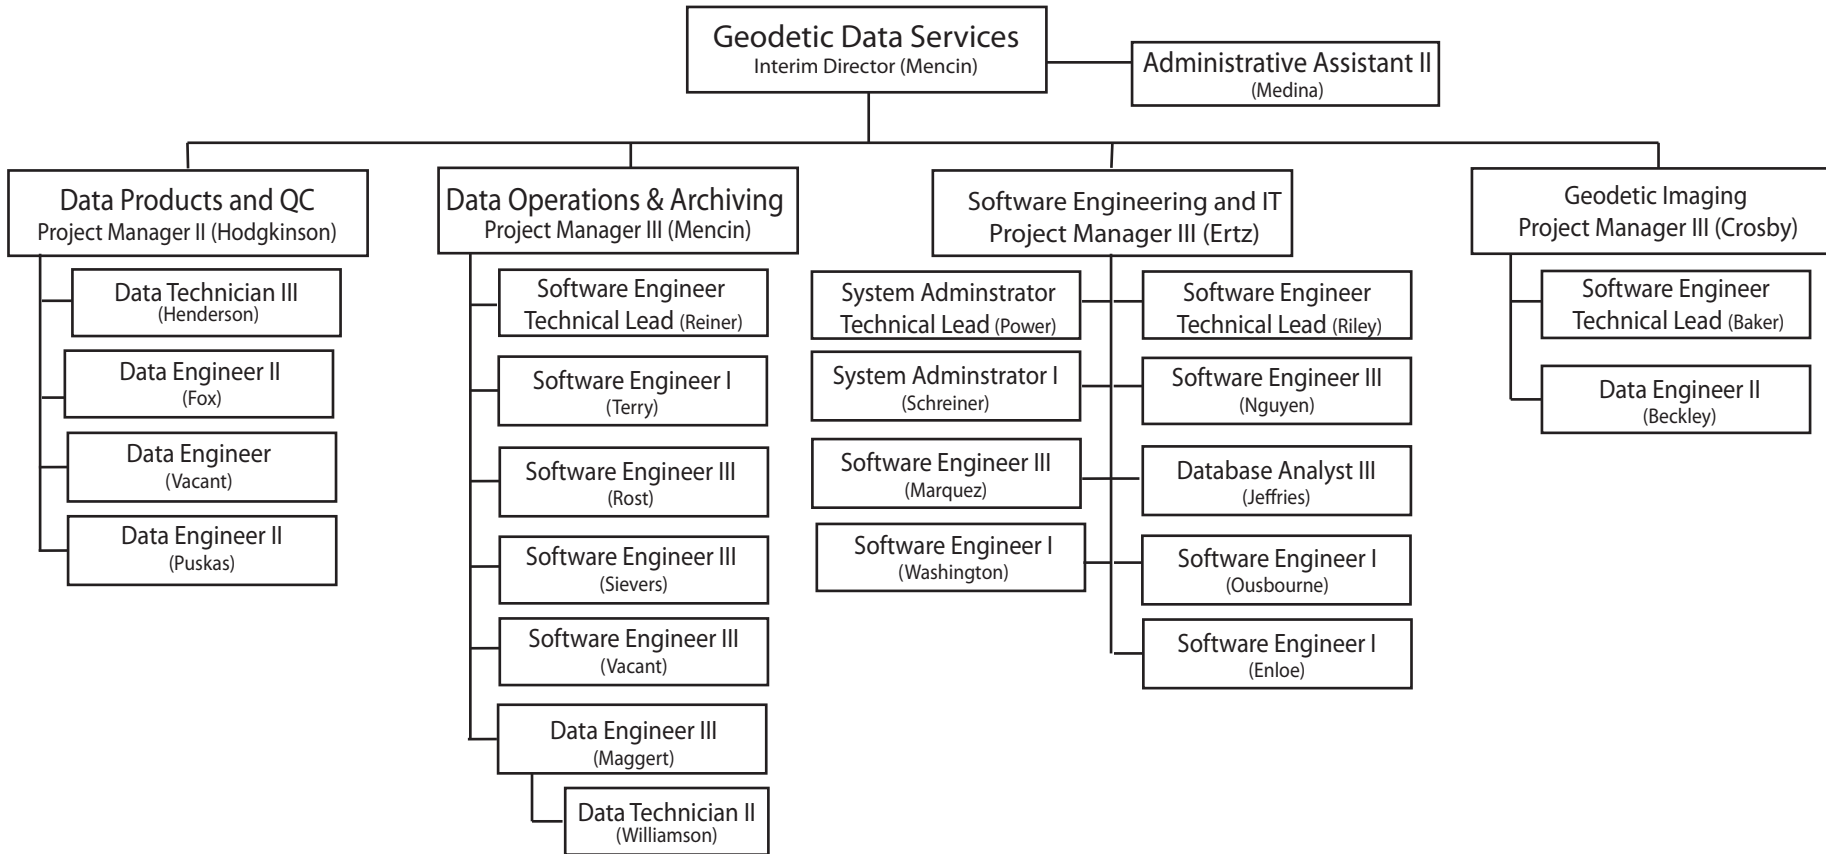 Geodetic Data Services
Interim Director (Mencin)
Administrative Assistant II
(Medina)
Data Products and QC
Project Manager II (Hodgkinson)
Data Technician III
(Henderson)
Data Engineer II
(Fox)
Data Engineer
(Vacant)
Data Engineer II
(Puskas)
Data Operations & Archiving
Project Manager III (Mencin)
Software Engineer
Technical Lead (Reiner)
Software Engineer I
(Terry)
Software Engineer III
(Rost)
Software Engineer III
(Sievers)
Software Engineer III
(Vacant)
Data Engineer III
(Maggert)
Data Technician II
(Williamson)
Software Engineering and IT
Project Manager III (Ertz)
System Adminstrator
Technical Lead (Power)
System Adminstrator I
(Schreiner)
Software Engineer III
(Marquez)
Software Engineer I
(Washington)
Software Engineer
Technical Lead (Riley)
Software Engineer III
(Nguyen)
Database Analyst III
(Jeffries)
Software Engineer I
(Ousbourne)
Software Engineer I
(Enloe)
Geodetic Imaging
Project Manager III (Crosby)
Software Engineer
Technical Lead (Baker)
Data Engineer II
(Beckley)